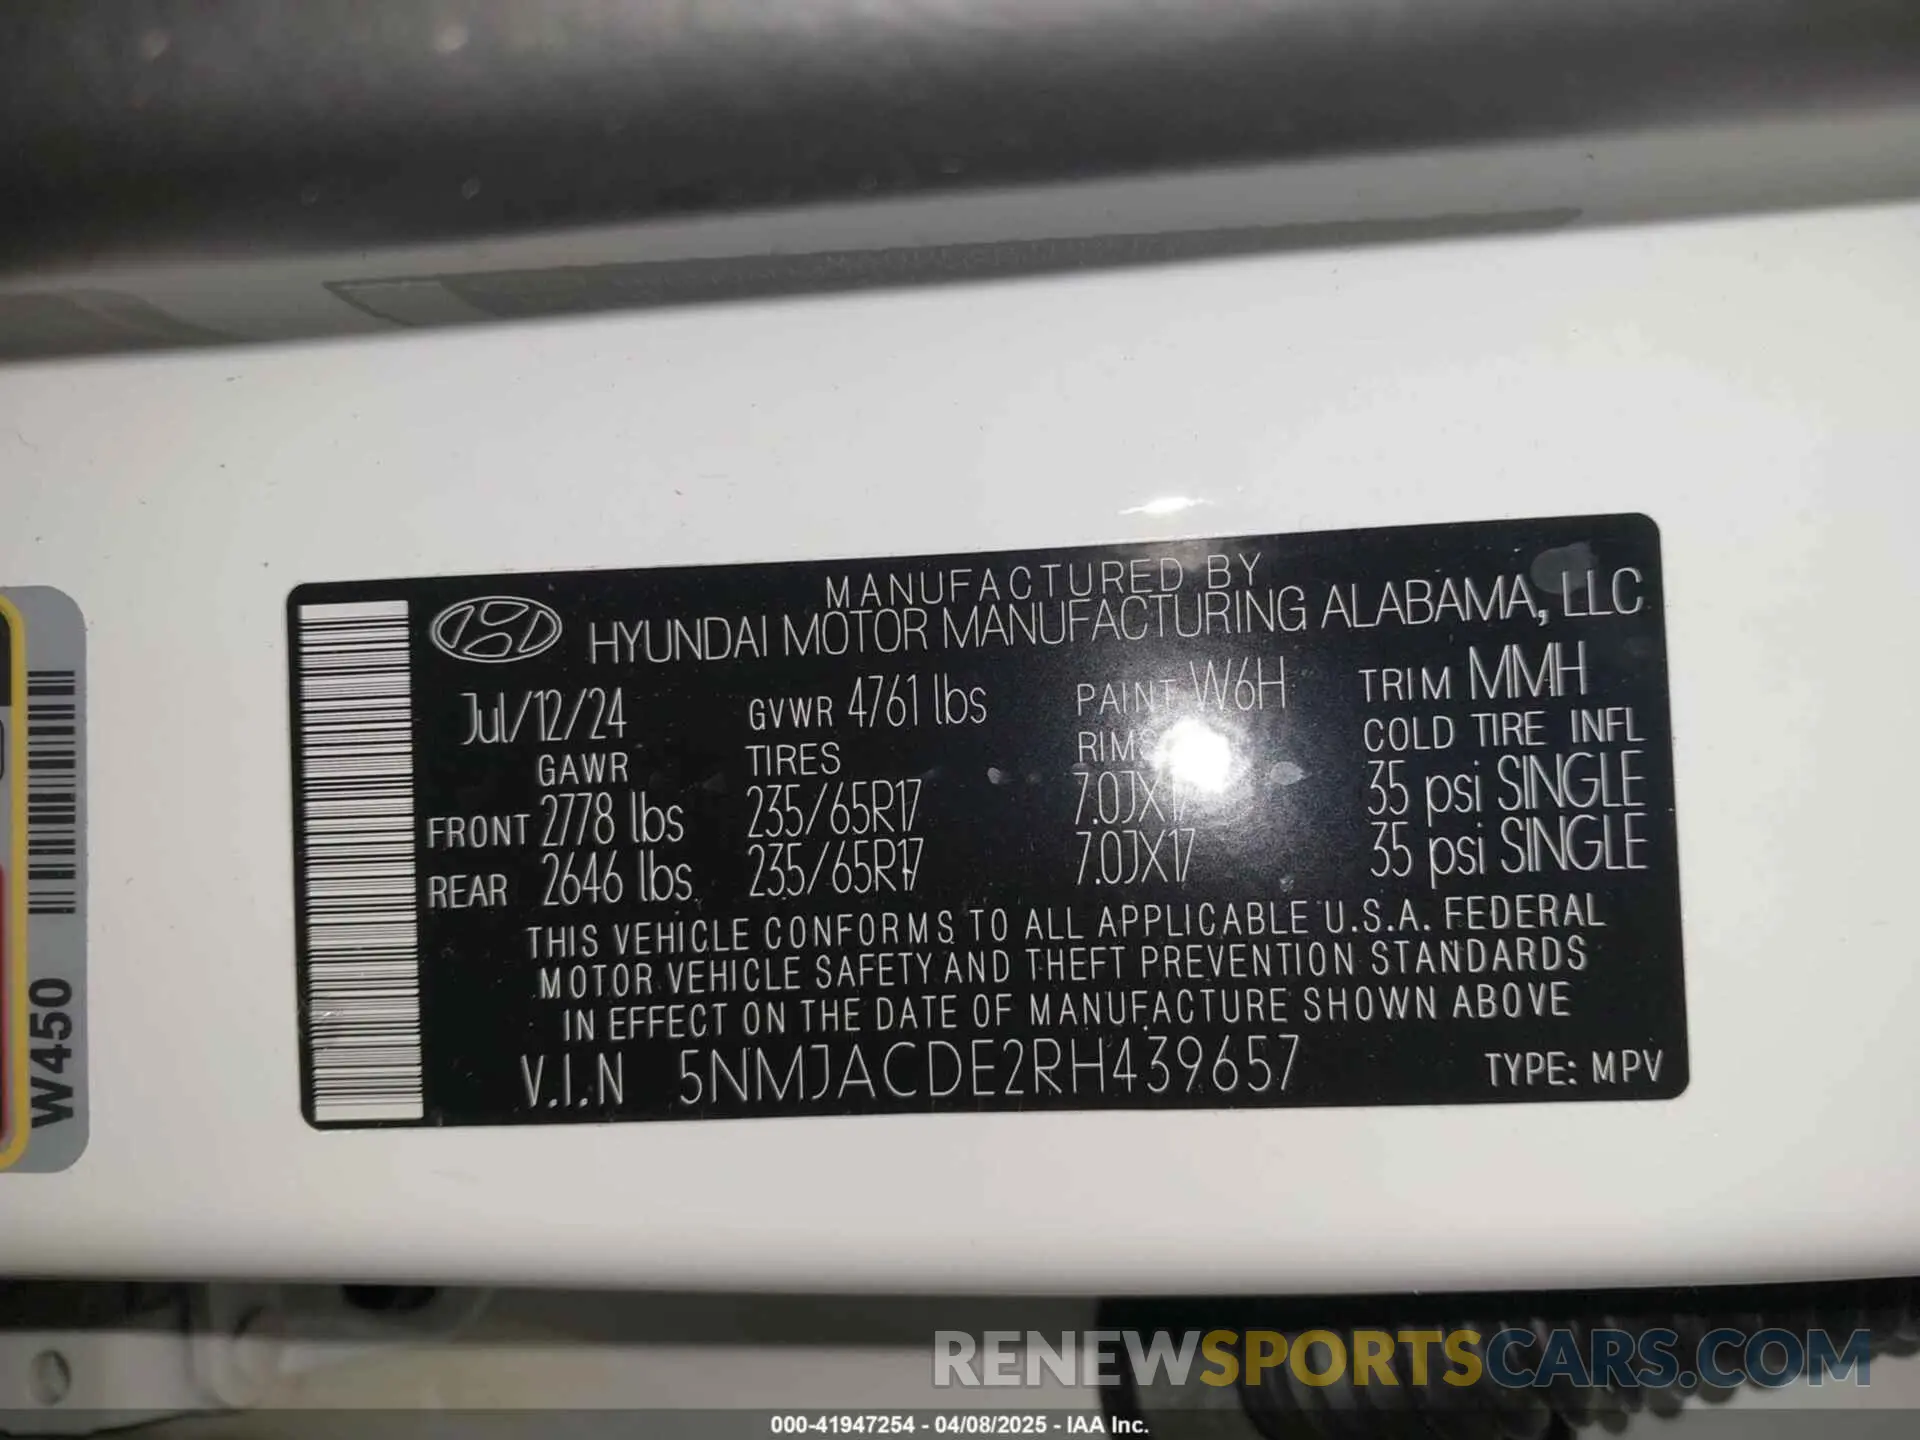 MANUFACTURED BY
HYUNDAI MOTOR MANUFACTURING ALABAMA, LLC
Jul/12/24 GVWR 4761 lbs PAINT W6H TRIM MMH
GAWR TIRES RIMS COLD TIRE INFL
FRONT 2778 lbs 235/65R17 7.0JX17 35 psi SINGLE
REAR 2646 lbs 235/65R17 7.0JX17 35 psi SINGLE
THIS VEHICLE CONFORMS TO ALL APPLICABLE U.S.A. FEDERAL
MOTOR VEHICLE SAFETY AND THEFT PREVENTION STANDARDS
IN EFFECT ON THE DATE OF MANUFACTURE SHOWN ABOVE
V.I.N 5NMJACDE2RH439657 TYPE: MPV
W450
RENEWSPORTSCARS.COM
000-41947254 - 04/08/2025 - IAA Inc.